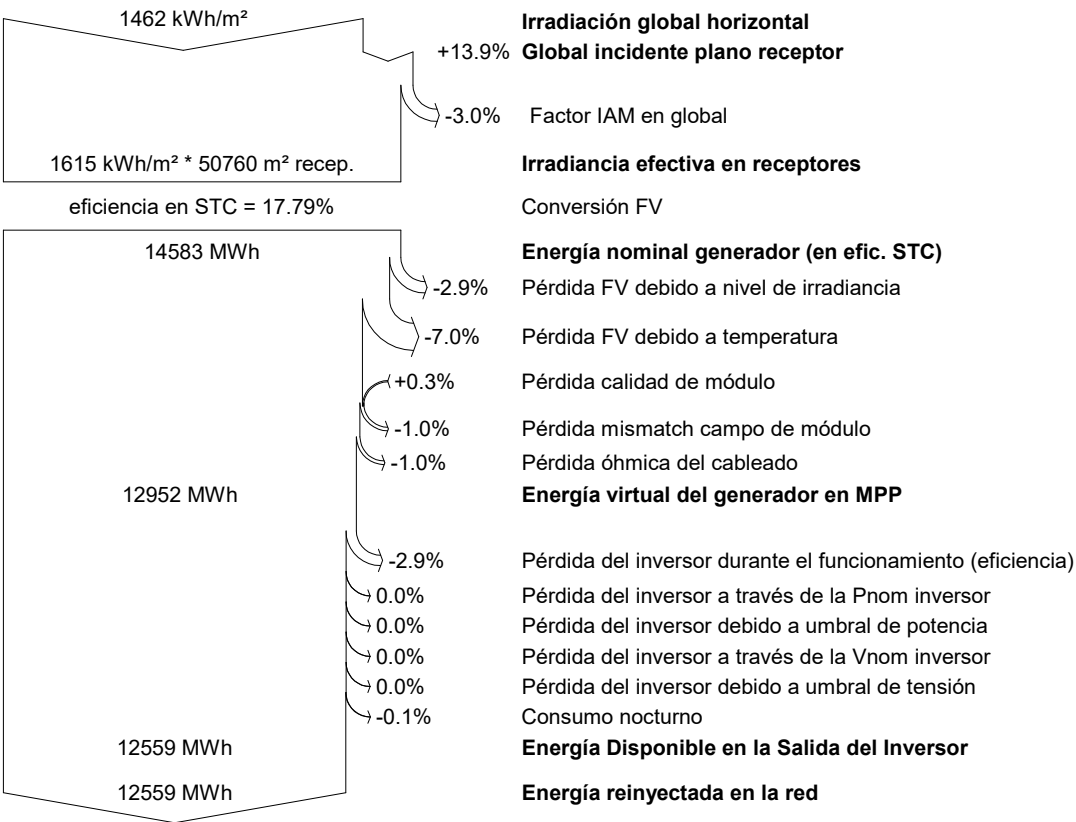 1462 kWh/m² Irradiación global horizontal
+13.9% Global incidente plano receptor
-3.0% Factor IAM en global
1615 kWh/m² * 50760 m² recep. Irradiancia efectiva en receptores
eficiencia en STC = 17.79% Conversión FV
14583 MWh Energía nominal generador (en efic. STC)
-2.9% Pérdida FV debido a nivel de irradiancia
-7.0% Pérdida FV debido a temperatura
+0.3% Pérdida calidad de módulo
-1.0% Pérdida mismatch campo de módulo
-1.0% Pérdida óhmica del cableado
12952 MWh Energía virtual del generador en MPP
-2.9% Pérdida del inversor durante el funcionamiento (eficiencia)
0.0% Pérdida del inversor a través de la Pnom inversor
0.0% Pérdida del inversor debido a umbral de potencia
0.0% Pérdida del inversor a través de la Vnom inversor
0.0% Pérdida del inversor debido a umbral de tensión
-0.1% Consumo nocturno
12559 MWh Energía Disponible en la Salida del Inversor
12559 MWh Energía reinyectada en la red